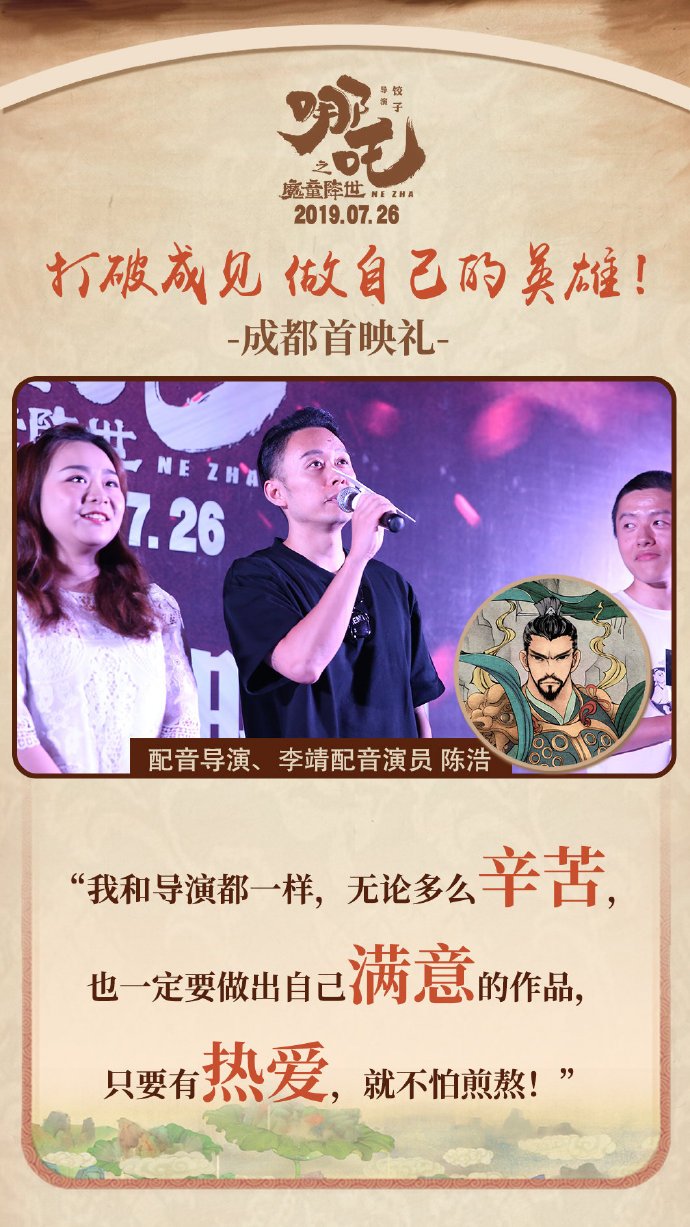 导演
饺子
哪吒
之
魔童降世 NE ZHA
2019.07.26
打破成见 做自己的英雄!
-成都首映礼-
NE ZHA
7.26
配音导演、李靖配音演员 陈浩
“我和导演都一样，无论多么辛苦，
也一定要做出自己满意的作品，
只要有热爱，就不怕煎熬！”